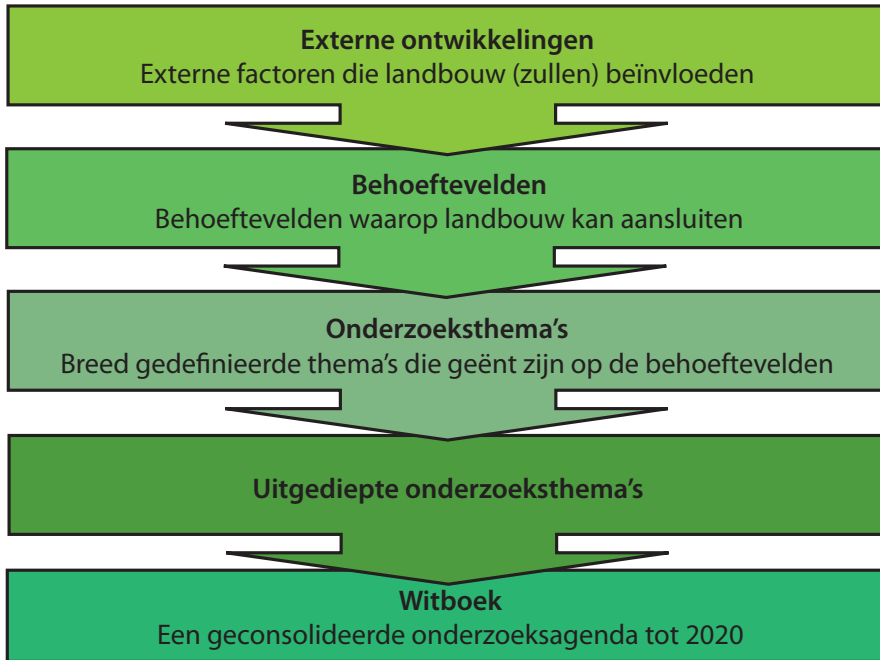 Externe ontwikkelingen
Externe factoren die landbouw (zullen) beïnvloeden
Behoeftevelden
Behoeftevelden waarop landbouw kan aansluiten
Onderzoeksthema's
Breed gedefinieerde thema's die geënt zijn op de behoeftevelden
Uitgediepte onderzoeksthema's
Witboek
Een geconsolideerde onderzoeksagenda tot 2020